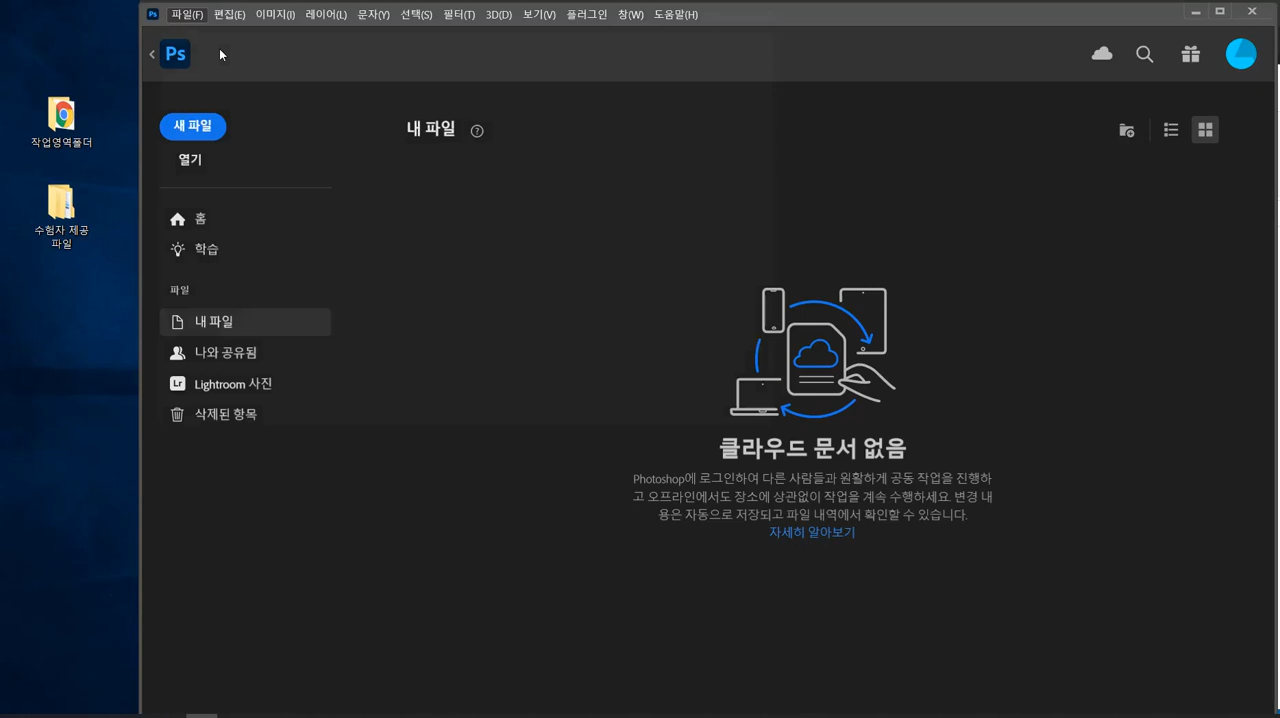 Ps 파일(F) 편집(E) 이미지(I) 레이어(L) 문자(Y) 선택(S) 필터(T) 3D(D) 보기(V) 플러그인 창(W) 도움말(H)
Ps
작업영역폴더
수험자 제공
파일
새 파일
열기
홈
학습
파일
내 파일
나와 공유됨
Lr Lightroom 사진
삭제된 항목
내 파일 ?
클라우드 문서 없음
Photoshop에 로그인하여 다른 사람들과 원활하게 공동 작업을 진행하
고 오프라인에서도 장소에 상관없이 작업을 계속 수행하세요. 변경 내
용은 자동으로 저장되고 파일 내역에서 확인할 수 있습니다.
자세히 알아보기